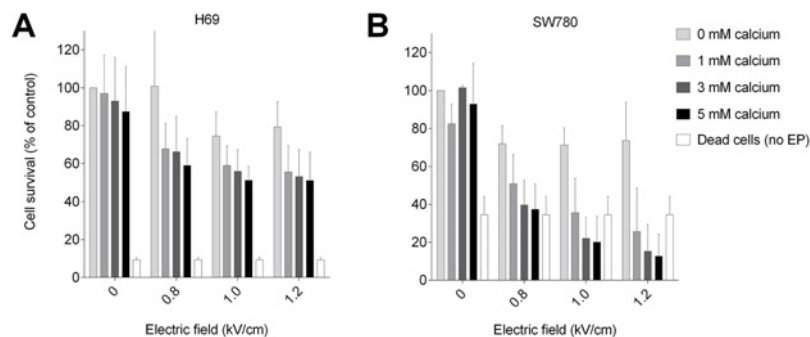 A
H69
Cell survival (% of control)
120
100
80
60
40
20
0
0
0.8
1.0
1.2
Electric field (kV/cm)
B
SW780
120
100
80
60
40
20
0
0
0.8
1.0
1.2
Electric field (kV/cm)
0 mM calcium
1 mM calcium
3 mM calcium
5 mM calcium
Dead cells (no EP)